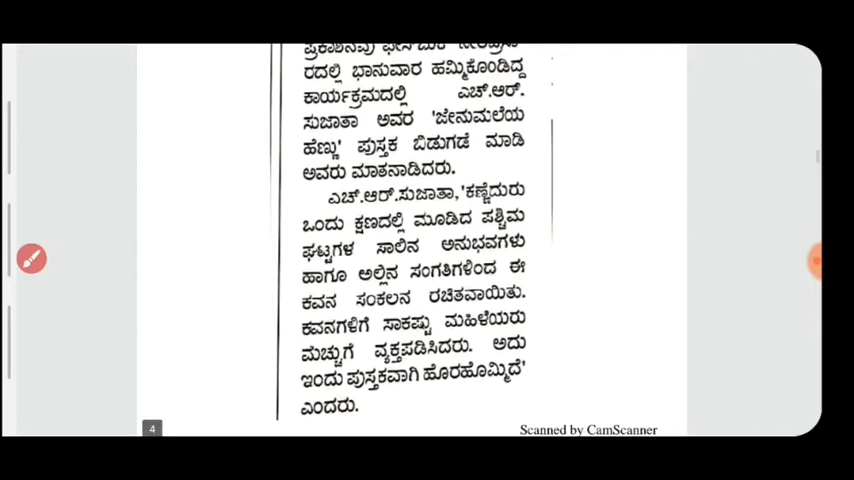 ಪ್ರಕಾಶನವು ಫೇಸ್‌ಬುಕ್
ರದಲ್ಲಿ ಭಾನುವಾರ ಹಮ್ಮಿಕೊಂಡಿದ್ದ
ಕಾರ್ಯಕ್ರಮದಲ್ಲಿ ಎಚ್.ಆರ್.
ಸುಜಾತಾ ಅವರ 'ಜೇನುಮಲೆಯ
ಹೆಣ್ಣು' ಪುಸ್ತಕ ಬಿಡುಗಡೆ ಮಾಡಿ
ಅವರು ಮಾತನಾಡಿದರು.
ಎಚ್.ಆರ್.ಸುಜಾತಾ, 'ಕಣ್ಣೆದುರು
ಒಂದು ಕ್ಷಣದಲ್ಲಿ ಮೂಡಿದ ಪಶ್ಚಿಮ
ಘಟ್ಟಗಳ ಸಾಲಿನ ಅನುಭವಗಳು
ಹಾಗೂ ಅಲ್ಲಿನ ಸಂಗತಿಗಳಿಂದ ಈ
ಕವನ ಸಂಕಲನ ರಚಿತವಾಯಿತು.
ಕವನಗಳಿಗೆ ಸಾಕಷ್ಟು ಮಹಿಳೆಯರು
ಮೆಚ್ಚುಗೆ ವ್ಯಕ್ತಪಡಿಸಿದರು. ಅದು
ಇಂದು ಪುಸ್ತಕವಾಗಿ ಹೊರಹೊಮ್ಮಿದೆ'
ಎಂದರು.
4
Scanned by CamScanner